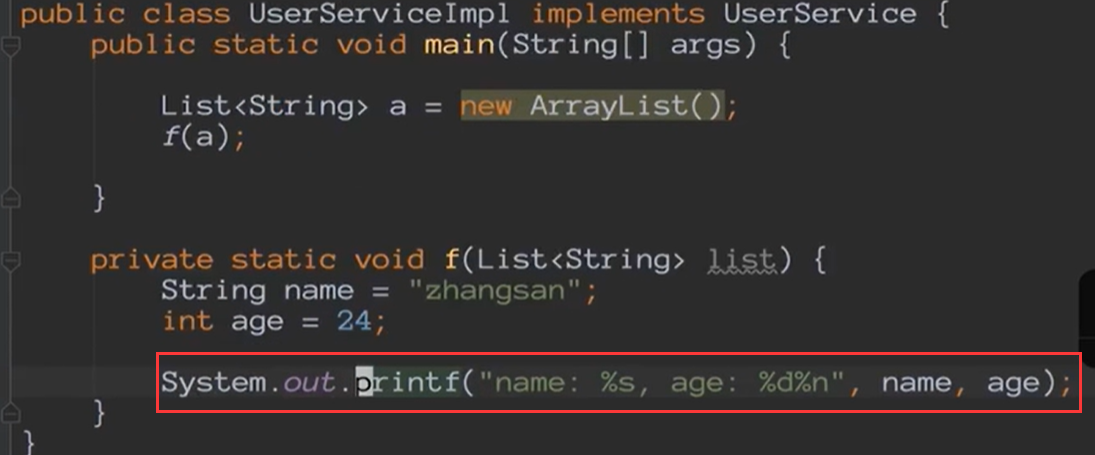 public class UserServiceImpl implements UserService {
public static void main(String[] args) {
List<String> a = new ArrayList();
f(a);
}
private static void f(List<String> list) {
String name = "zhangsan";
int age = 24;
System.out.printf("name: %s, age: %d%n", name, age);
}
}